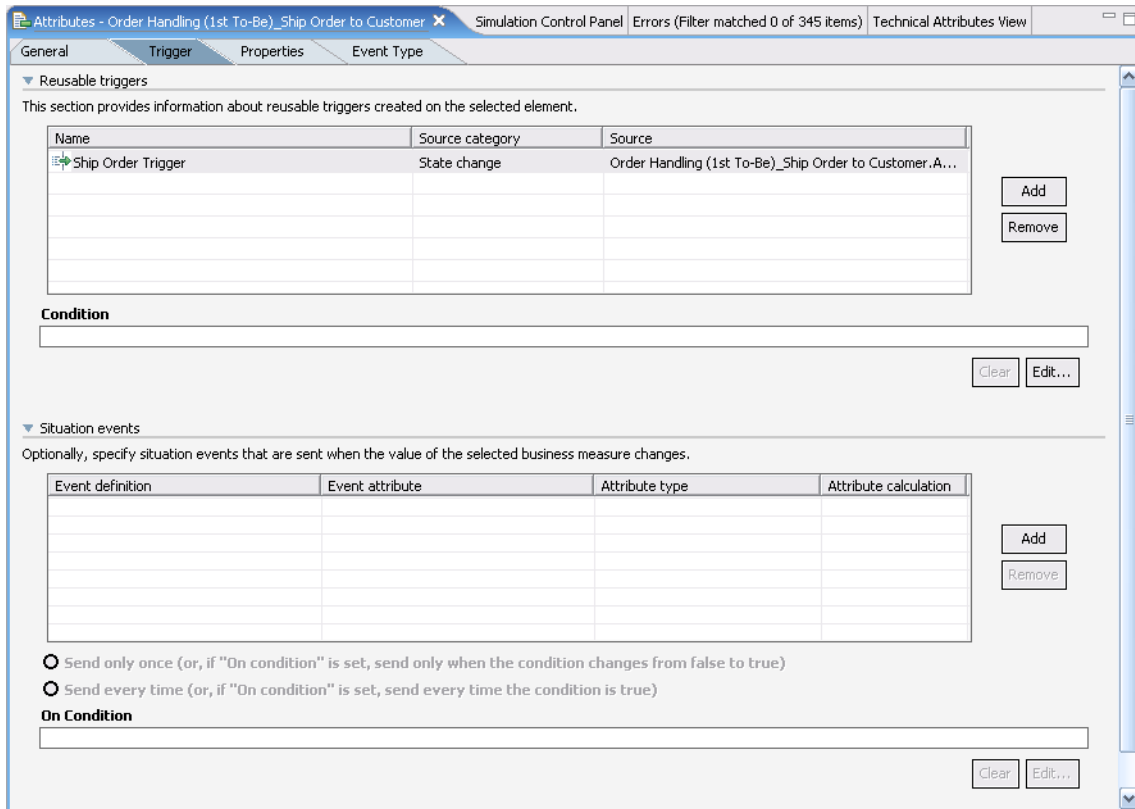 Attributes - Order Handling (1st To-Be)_Ship Order to Customer Simulation Control Panel Errors (Filter matched 0 of 345 items) Technical Attributes View
General Trigger Properties Event Type
Reusable triggers
This section provides information about reusable triggers created on the selected element.
Name Source category Source
Ship Order Trigger State change Order Handling (1st To-Be)_Ship Order to Customer.A...
Add
Remove
Condition
Clear Edit...
Situation events
Optionally, specify situation events that are sent when the value of the selected business measure changes.
Event definition Event attribute Attribute type Attribute calculation
Add
Remove
Send only once (or, if "On condition" is set, send only when the condition changes from false to true)
Send every time (or, if "On condition" is set, send every time the condition is true)
On Condition
Clear Edit...